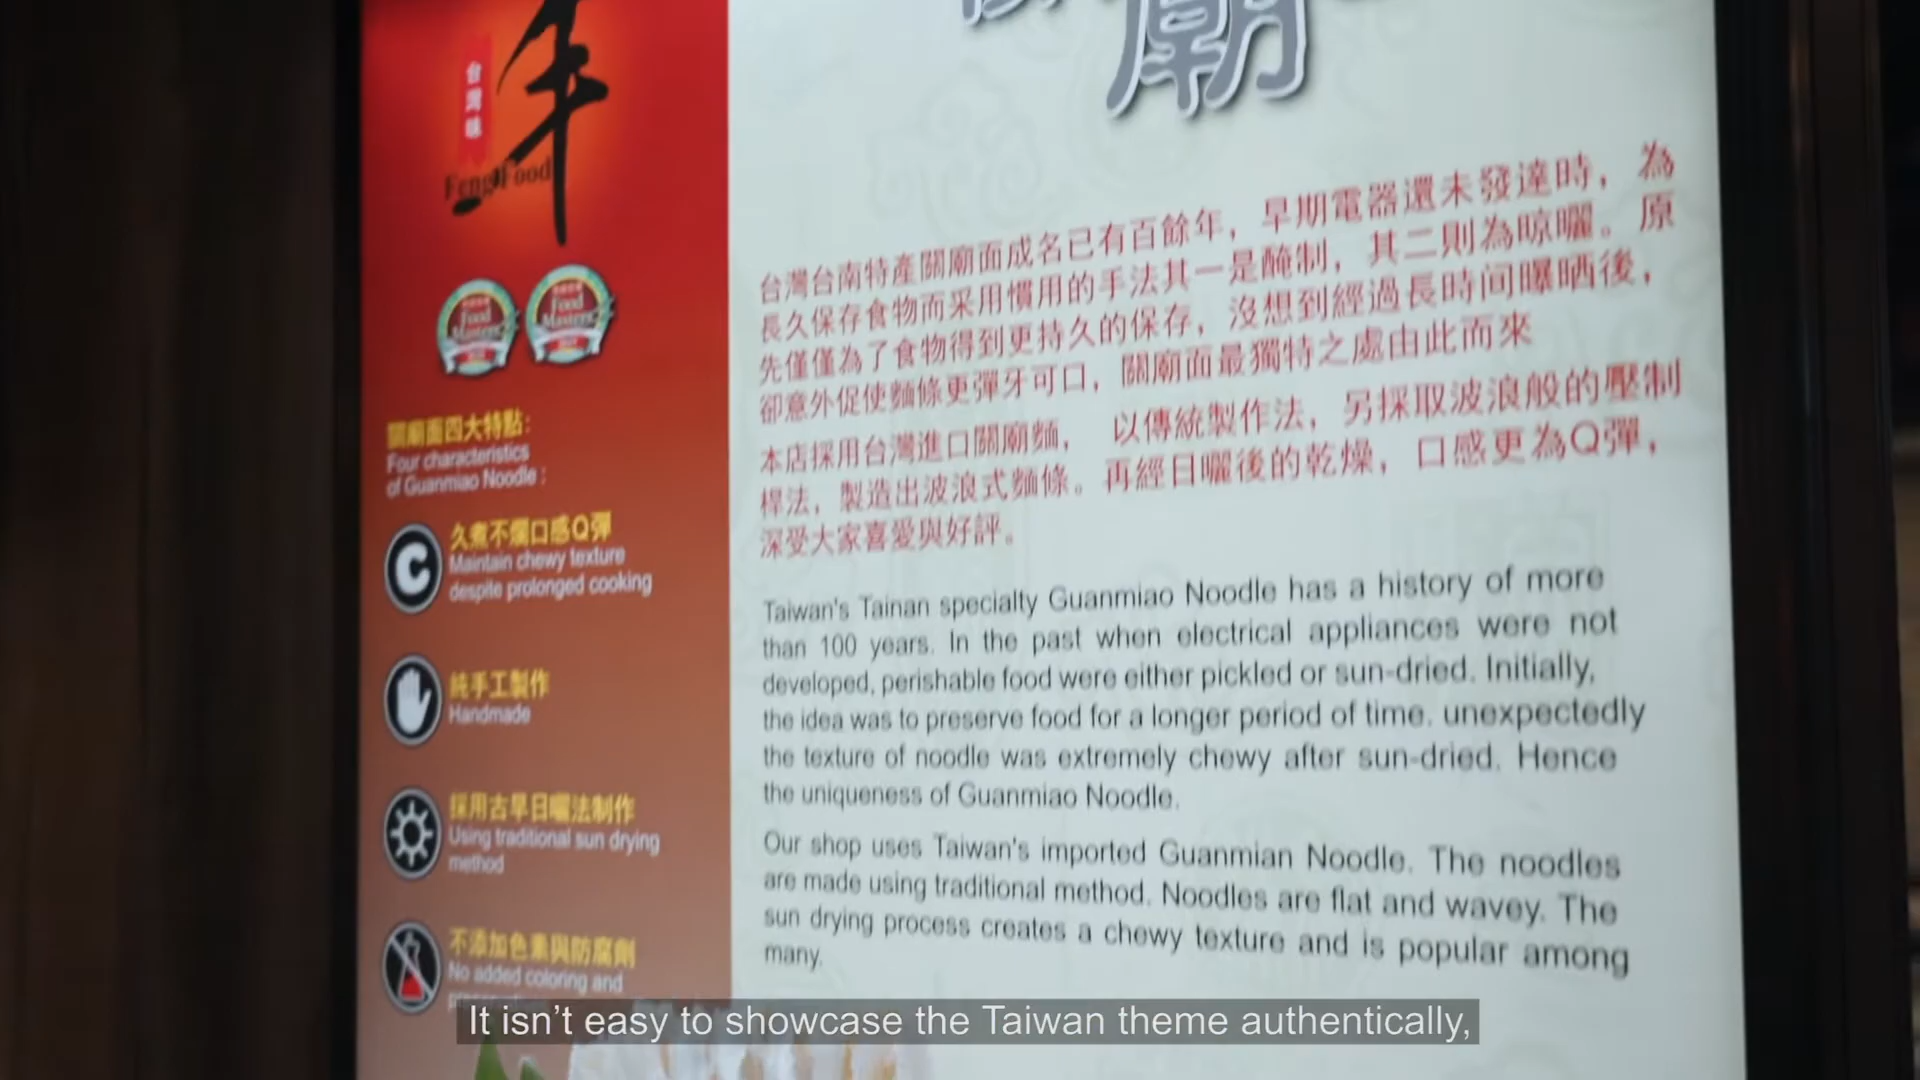 台灣味
Feng Food
Food
Master
Food
Master
關廟面四大特點:
Four characteristics
of Guanmiao Noodle :
久煮不爛口感Q彈
Maintain chewy texture
despite prolonged cooking
純手工製作
Handmade
採用古早日曬法制作
Using traditional sun drying
method
不添加色素與防腐劑
No added coloring and
廟
台灣台南特產關廟面成名已有百餘年，早期電器還未發達時，為
長久保存食物而采用慣用的手法其一是醃制，其二則為晾曬。原
先僅僅為了食物得到更持久的保存，沒想到經過長時间曝晒後，
卻意外促使麵條更彈牙可口，關廟面最獨特之處由此而來
本店採用台灣進口關廟麵， 以傳統製作法，另採取波浪般的壓制
桿法，製造出波浪式麵條。再經日曬後的乾燥，口感更為Q彈，
深受大家喜愛與好評。
Taiwan's Tainan specialty Guanmiao Noodle has a history of more
than 100 years. In the past when electrical appliances were not
developed, perishable food were either pickled or sun-dried. Initially,
the idea was to preserve food for a longer period of time. unexpectedly
the texture of noodle was extremely chewy after sun-dried. Hence
the uniqueness of Guanmiao Noodle.
Our shop uses Taiwan's imported Guanmian Noodle. The noodles
are made using traditional method. Noodles are flat and wavey. The
sun drying process creates a chewy texture and is popular among
many.
It isn't easy to showcase the Taiwan theme authentically,